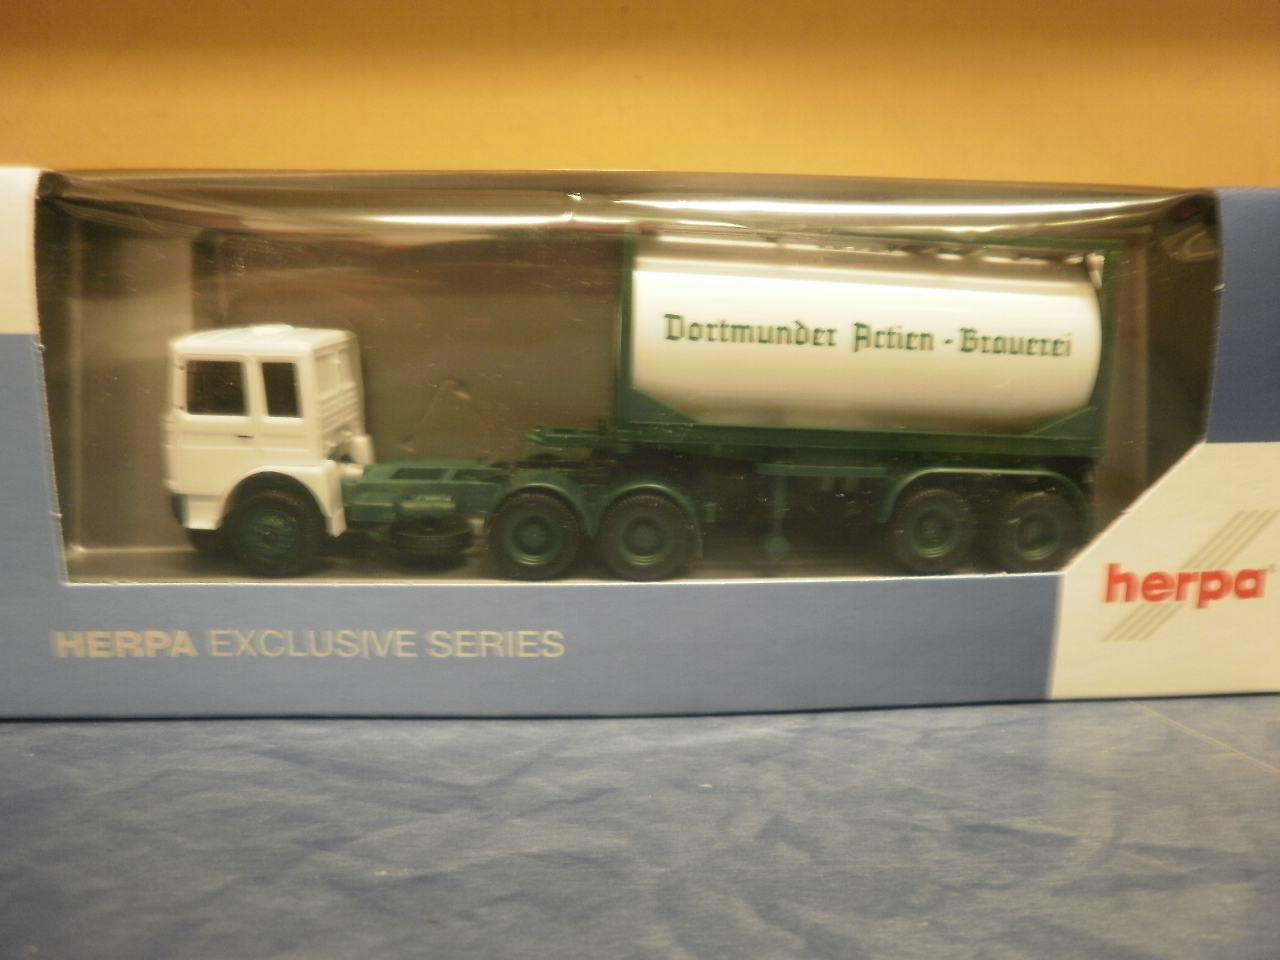 Dortmunder Actien - Brauerei
herpa
HERPA EXCLUSIVE SERIES